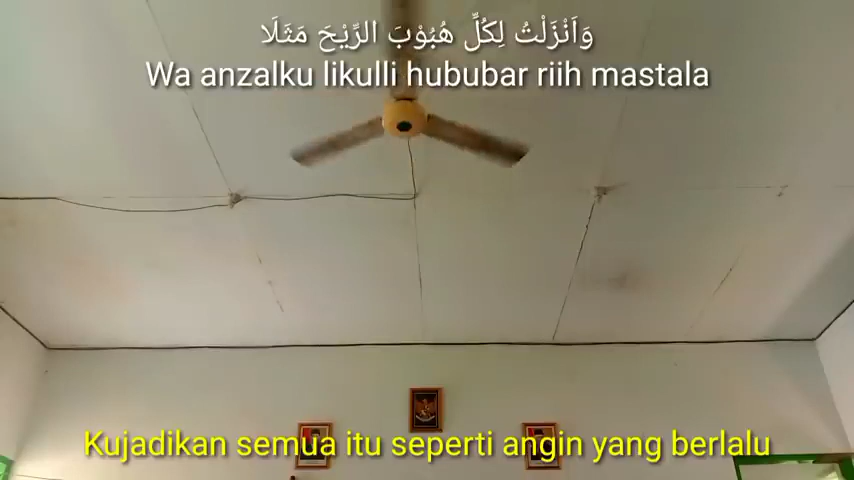 وَاَنْزَلْتُ لِكُلِّ هُبُوْبَ الرِّيْحَ مَثَلَا
Wa anzalku likulli hububar riih mastala
Kujadikan semua itu seperti angin yang berlalu